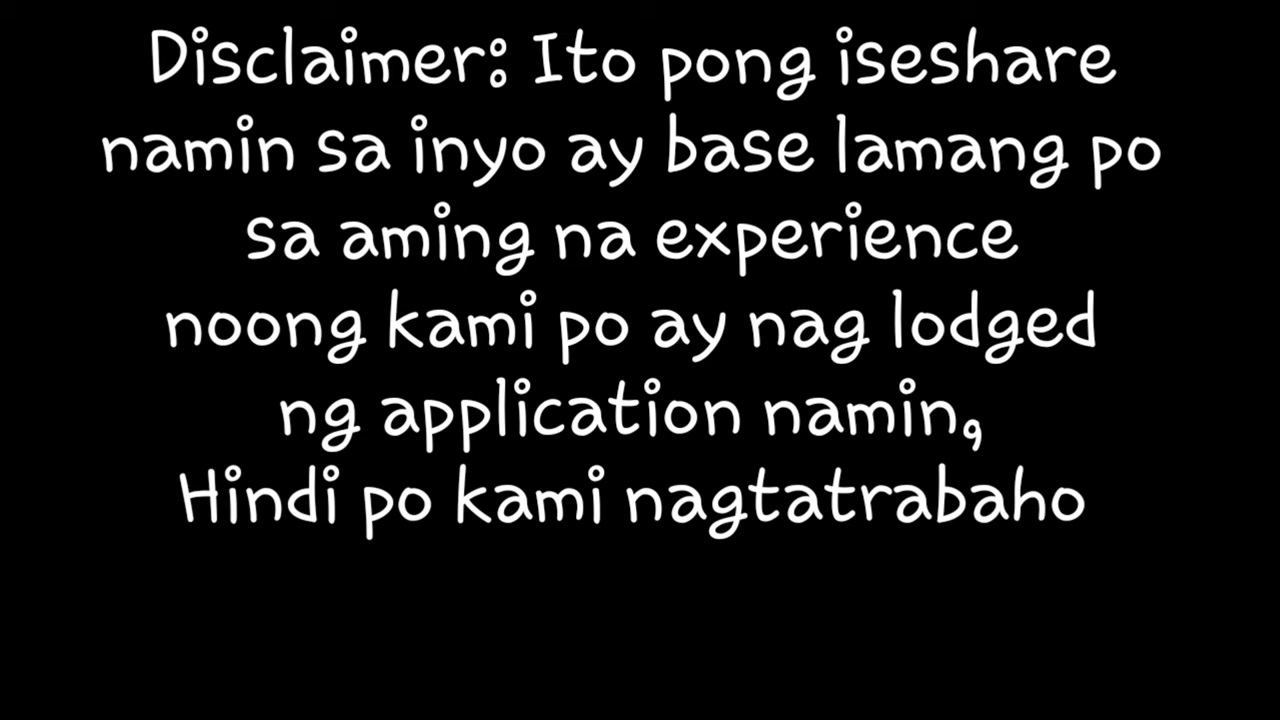 Disclaimer: Ito pong iseshare
namin sa inyo ay base lamang po
sa aming na experience
noong kami po ay nag lodged
ng application namin,
Hindi po kami nagtatrabaho